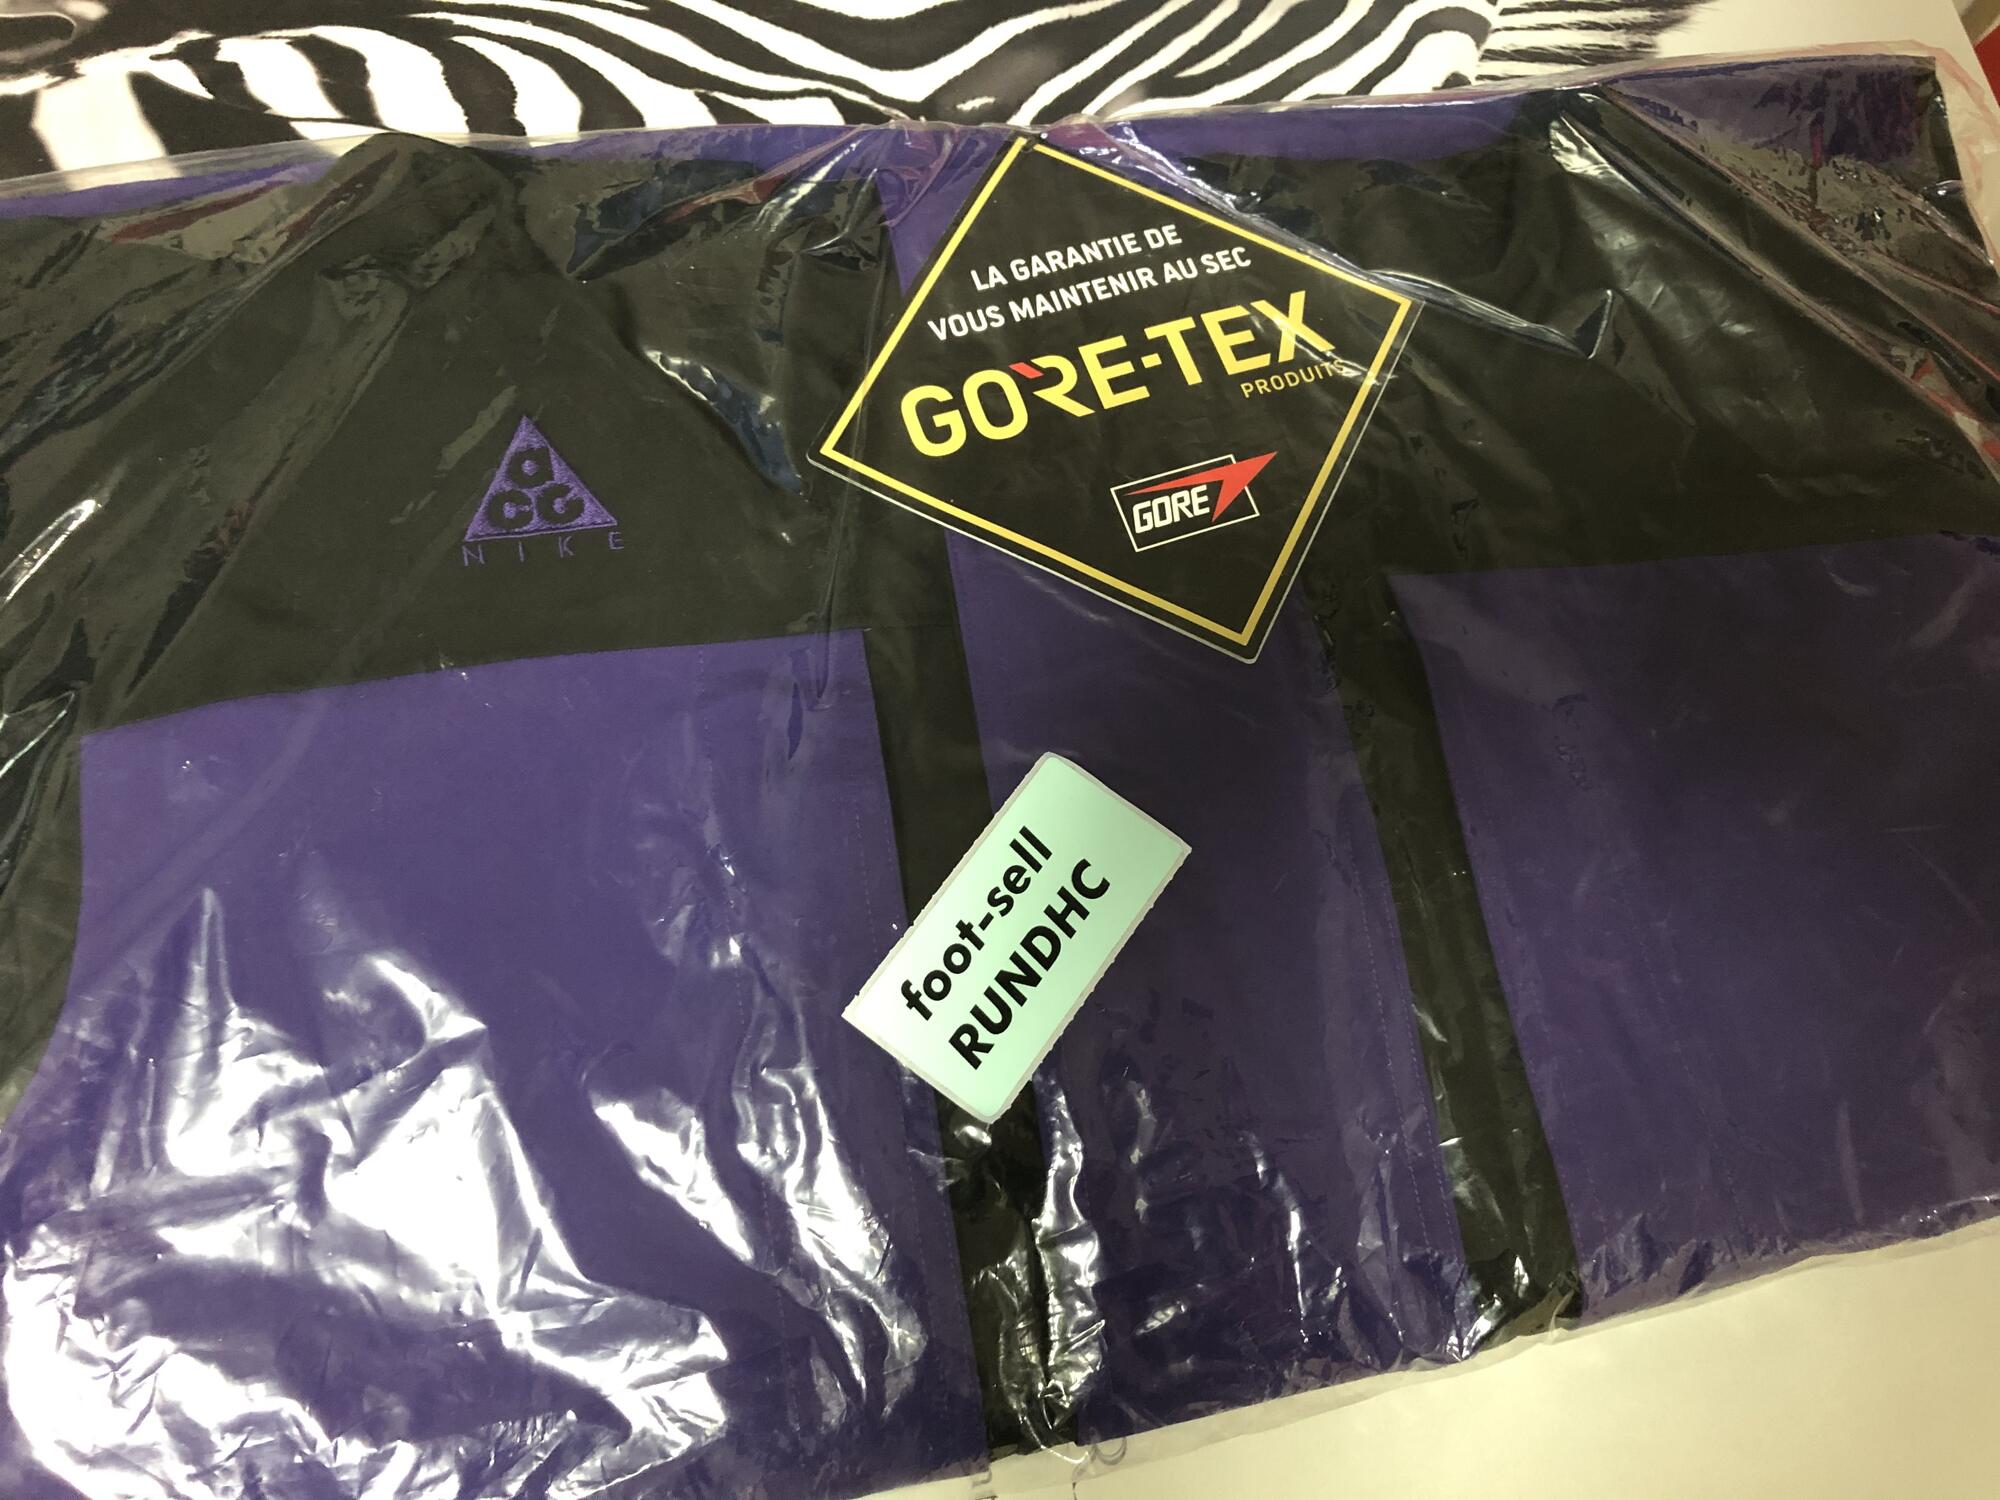 LA GARANTIE DE
VOUS MAINTENIR AU SEC
GORE-TEX
PRODUITS
GORE
acg
NIKE
foot-sell
RUNDHC